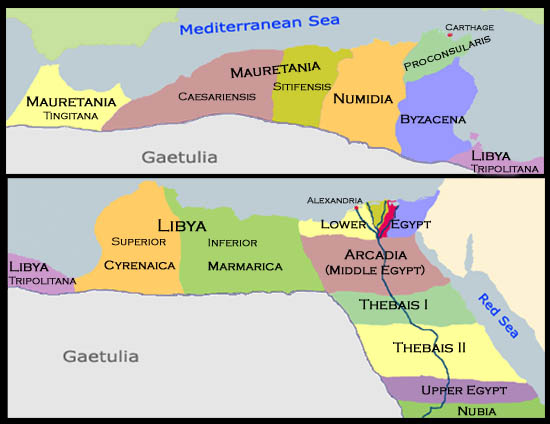 Mediterranean Sea
CARTHAGE
PROCONSULARIS
MAURETANIA
SITIFENSIS
CAESARIENSIS
MAURETANIA
TINGITANA
NUMIDIA
BYZACENA
Gaetulia
LIBYA
TRIPOLITANA
ALEXANDRIA
LIBYA
LOWER EGYPT
SUPERIOR
INFERIOR
CYRENAICA
MARMARICA
ARCADIA
(MIDDLE EGYPT)
LIBYA
TRIPOLITANA
THEBAIS I
Red Sea
THEBAIS II
Gaetulia
UPPER EGYPT
NUBIA